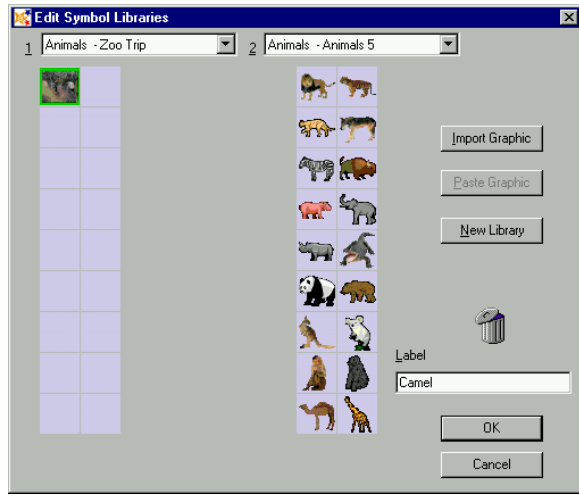 Edit Symbol Libraries
1 Animals - Zoo Trip 2 Animals - Animals 5
Import Graphic
Paste Graphic
New Library
Label
Camel
OK
Cancel